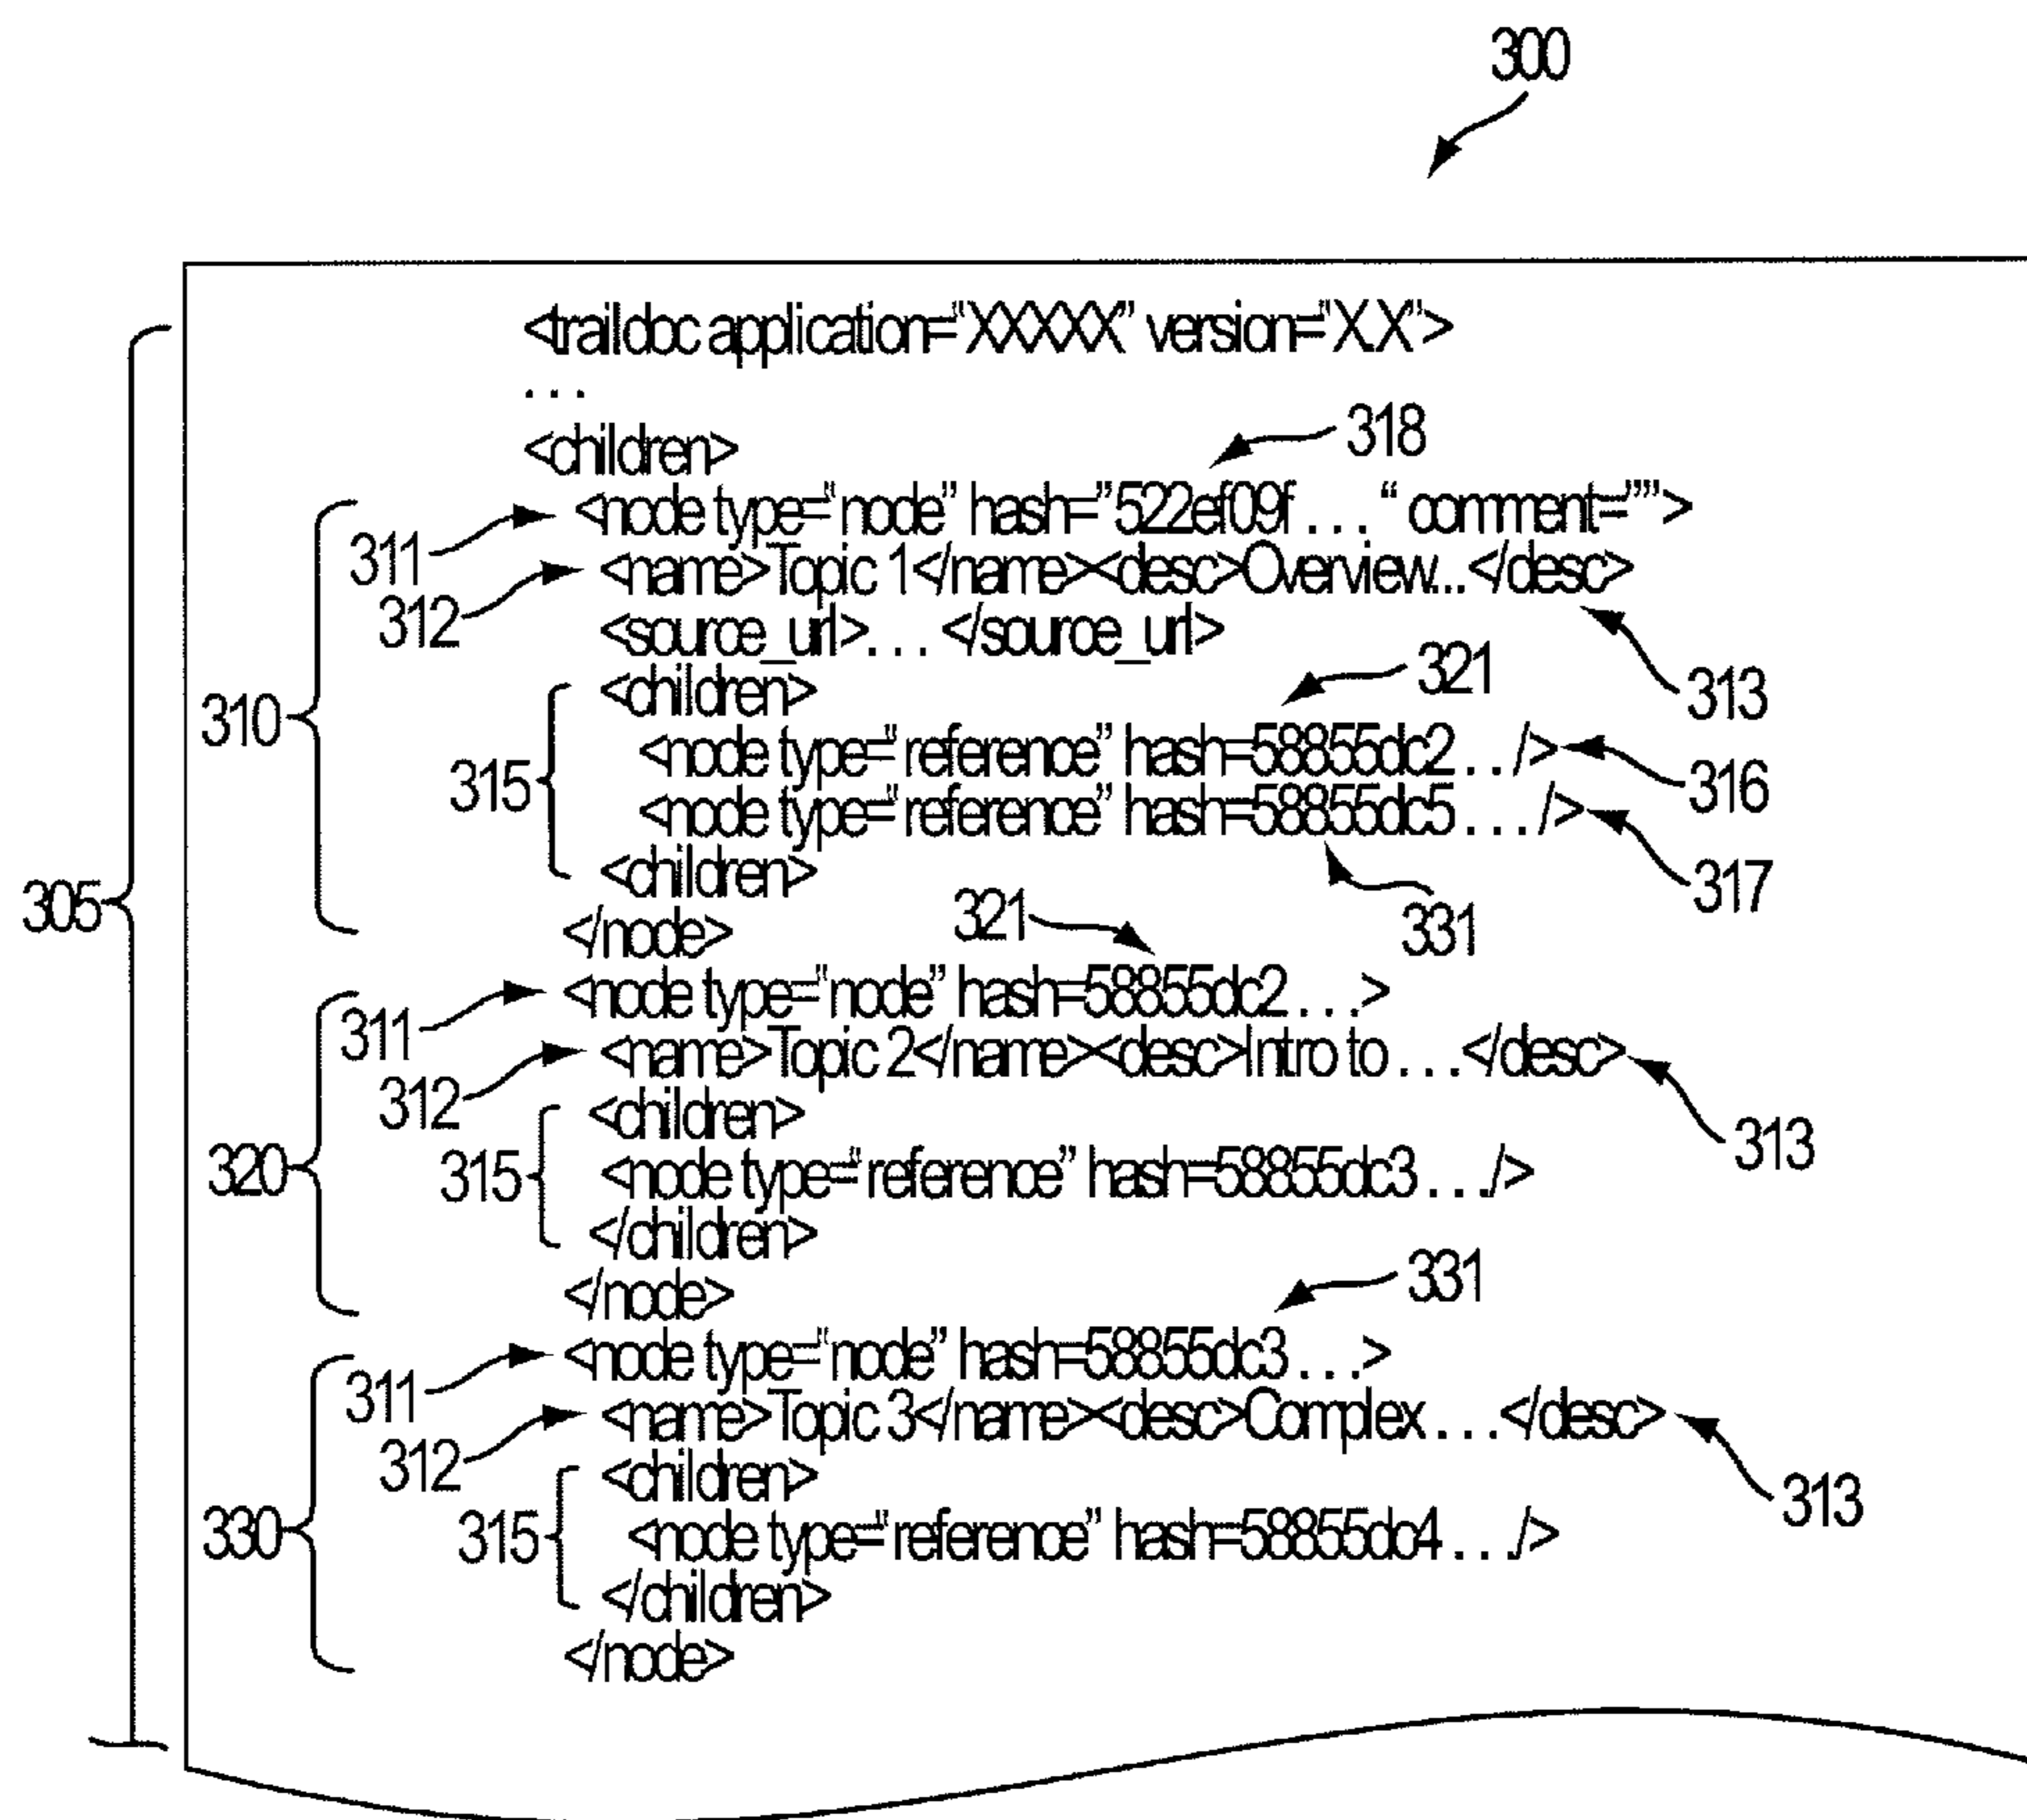 300
<traildoc application="XXXXX" version="X.X">
. . .
<children>
318
311 <node type="node" hash="522ef09f . . . " comment="">
312 <name>Topic 1</name><desc>Overview...</desc>
<source_url>. . . </source_url>
313
321
310
315
<children>
<node type="reference" hash=58855dc2 . . ./> 316
<node type="reference" hash=58855dc5 . . ./> 317
<children>
305
331
</node>
321
311 <node type="node" hash=58855dc2 . . .>
312 <name>Topic 2</name><desc>Intro to . . .</desc>
313
320
315
<children>
<node type="reference" hash=58855dc3 . . ./>
</children>
</node>
331
311 <node type="node" hash=58855dc3 . . .>
312 <name>Topic 3</name><desc>Complex . . .</desc>
313
330
315
<children>
<node type="reference" hash=58855dc4 . . ./>
</children>
</node>